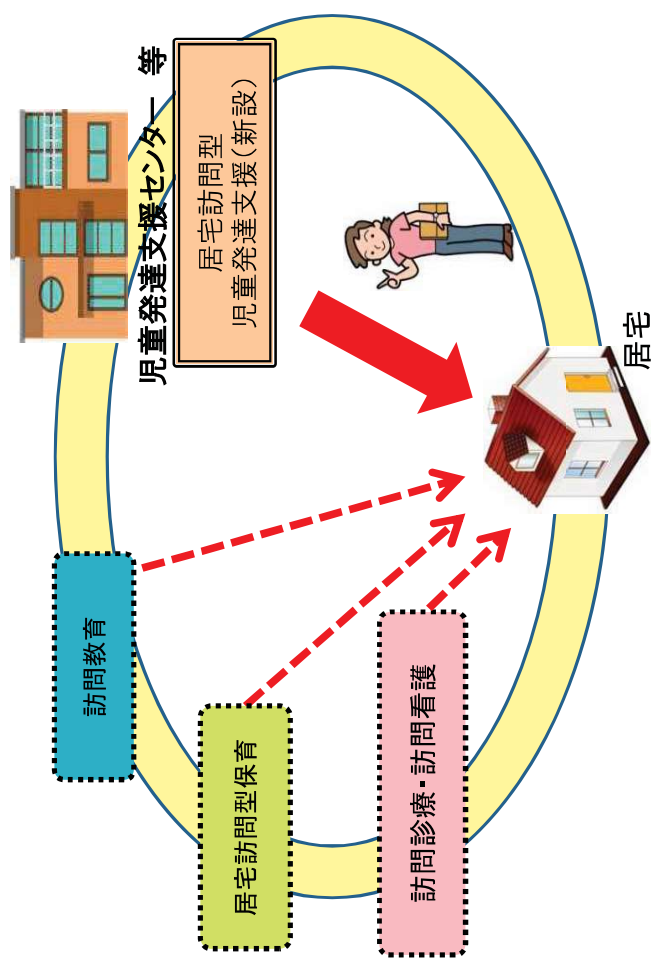 児童発達支援センター 等
居宅訪問型
児童発達支援（新設）
訪問教育
居宅訪問型保育
訪問診療・訪問看護
居宅